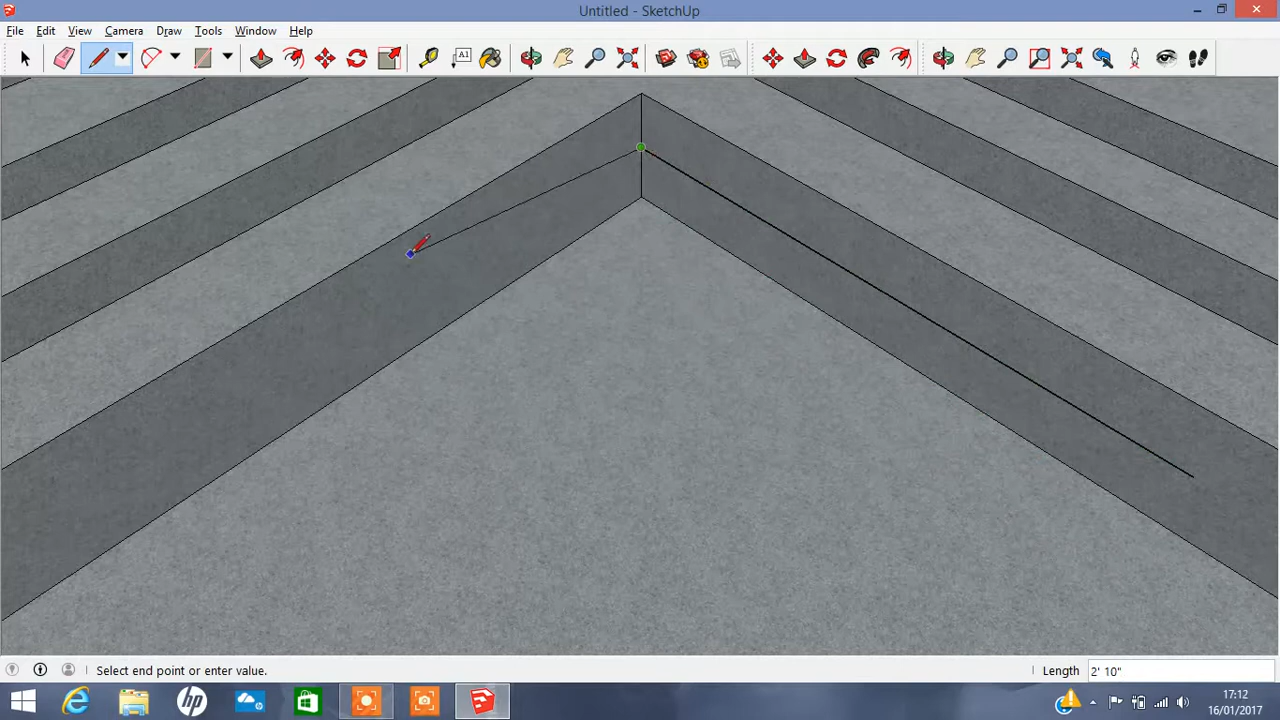 Untitled - SketchUp
File Edit View Camera Draw Tools Window Help
A1
Select end point or enter value.
Length 2' 10"
17:12
16/01/2017